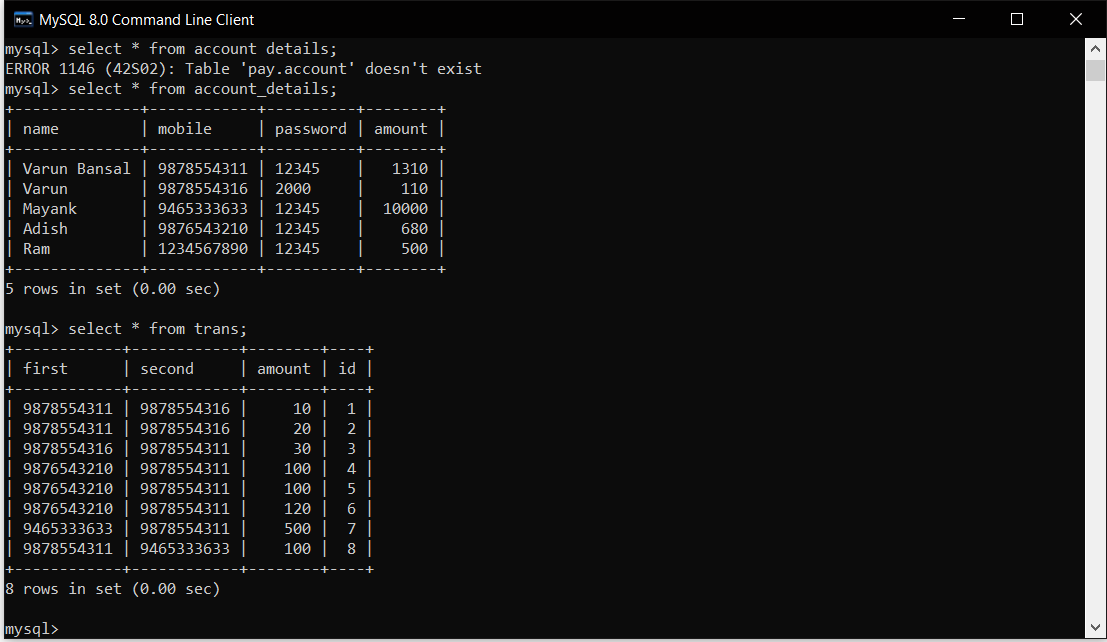 MySQL 8.0 Command Line Client
mysql> select * from account details;
ERROR 1146 (42S02): Table 'pay.account' doesn't exist
mysql> select * from account_details;
+--------------+------------+----------+--------+
| name         | mobile     | password | amount |
+--------------+------------+----------+--------+
| Varun Bansal | 9878554311 | 12345    |   1310 |
| Varun        | 9878554316 | 2000     |    110 |
| Mayank       | 9465333633 | 12345    |  10000 |
| Adish        | 9876543210 | 12345    |    680 |
| Ram          | 1234567890 | 12345    |    500 |
+--------------+------------+----------+--------+
5 rows in set (0.00 sec)
mysql> select * from trans;
+------------+------------+--------+----+
| first      | second     | amount | id |
+------------+------------+--------+----+
| 9878554311 | 9878554316 |     10 |  1 |
| 9878554311 | 9878554316 |     20 |  2 |
| 9878554316 | 9878554311 |     30 |  3 |
| 9876543210 | 9878554311 |    100 |  4 |
| 9876543210 | 9878554311 |    100 |  5 |
| 9876543210 | 9878554311 |    120 |  6 |
| 9465333633 | 9878554311 |    500 |  7 |
| 9878554311 | 9465333633 |    100 |  8 |
+------------+------------+--------+----+
8 rows in set (0.00 sec)
mysql>